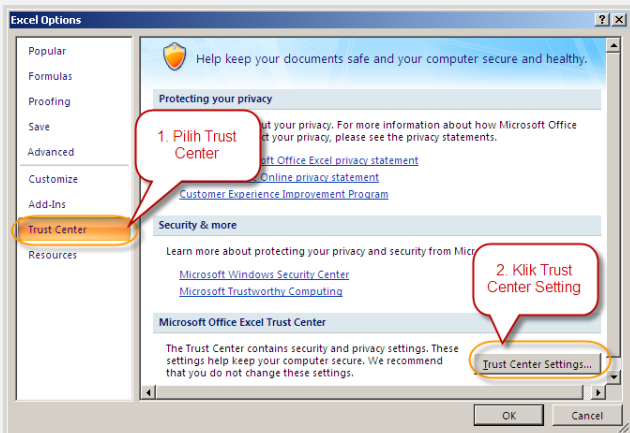 Excel Options
Popular
Formulas
Proofing
Save
Advanced
Customize
Add-Ins
Trust Center
Resources
Help keep your documents safe and your computer secure and healthy.
Protecting your privacy
ut your privacy. For more information about how Microsoft Office
ct your privacy, please see the privacy statements.
oft Office Excel privacy statement
Online privacy statement
Customer Experience Improvement Program
1. Pilih Trust
Center
Security & more
Learn more about protecting your privacy and security from Micr
Microsoft Windows Security Center
Microsoft Trustworthy Computing
2. Klik Trust
Center Setting
Microsoft Office Excel Trust Center
The Trust Center contains security and privacy settings. These
settings help keep your computer secure. We recommend
that you do not change these settings.
Trust Center Settings...
OK
Cancel